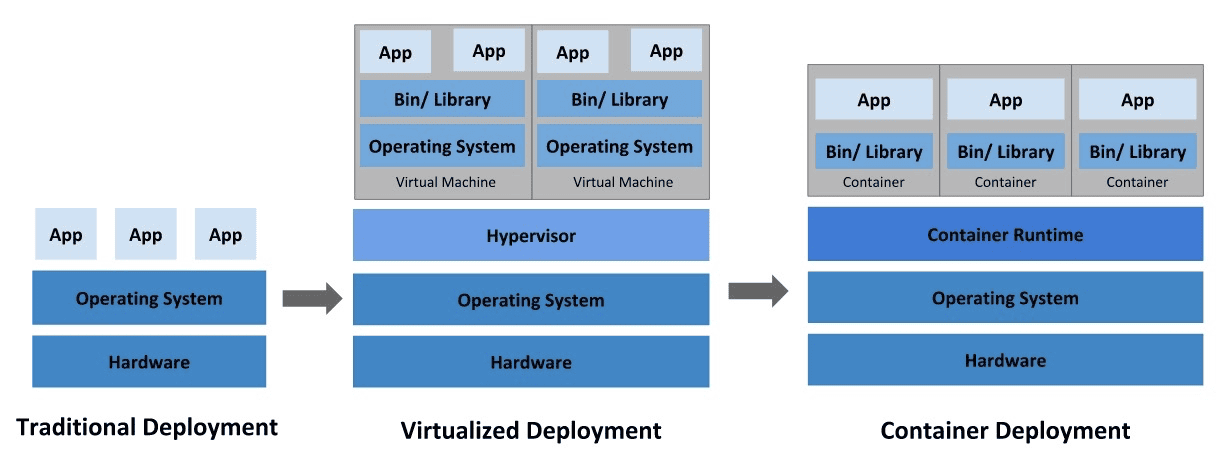 App
App
App
Operating System
Hardware
Traditional Deployment
App
App
Bin/ Library
Operating System
Virtual Machine
App
App
Bin/ Library
Operating System
Virtual Machine
Hypervisor
Operating System
Hardware
Virtualized Deployment
App
Bin/ Library
Container
App
Bin/ Library
Container
App
Bin/ Library
Container
Container Runtime
Operating System
Hardware
Container Deployment